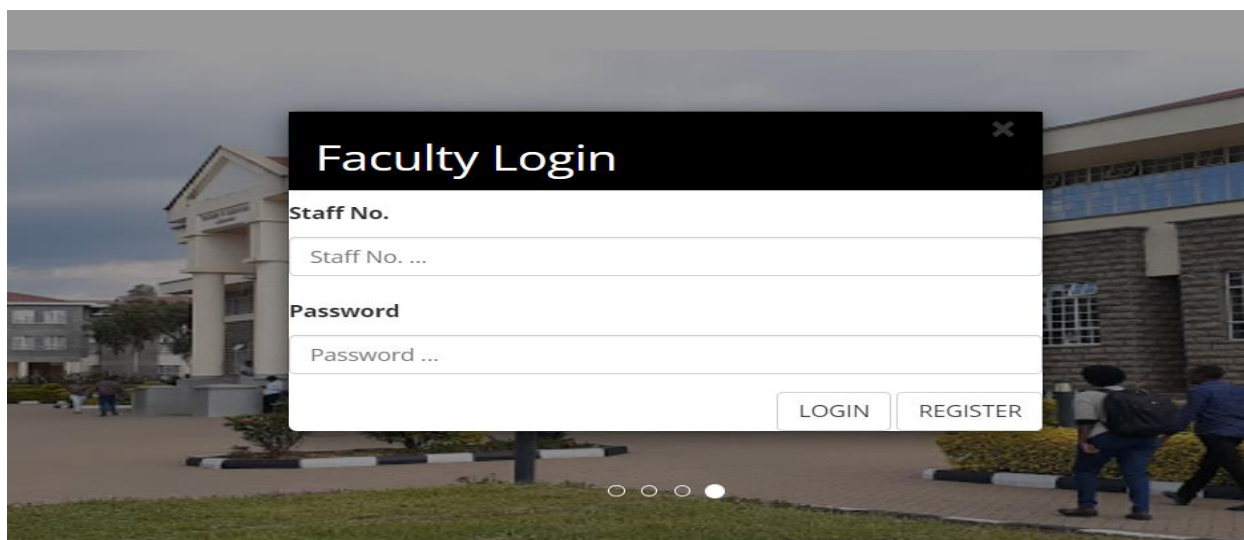 Faculty Login
Staff No.
Staff No. ...
Password
Password ...
LOGIN REGISTER